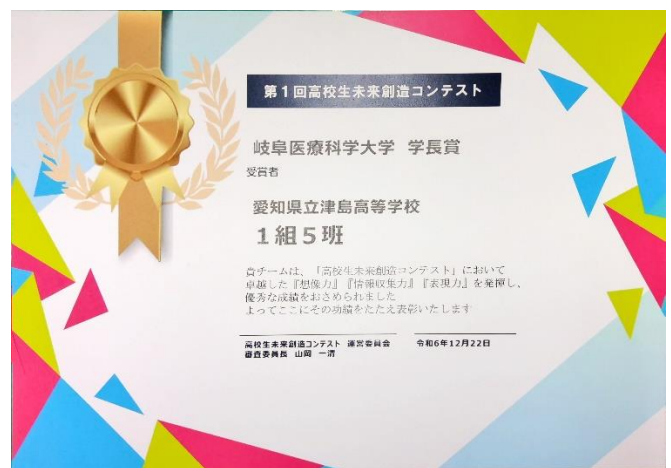 第1回高校生未来創造コンテスト
岐阜医療科学大学 学長賞
受賞者
愛知県立津島高等学校
1組5班
貴チームは、「高校生未来創造コンテスト」において
卓越した『想像力』『情報収集力』『表現力』を発揮し、
優秀な成績をおさめられました
よってここにその功績をたたえ表彰いたします
高校生未来創造コンテスト 運営委員会 令和6年12月22日
審査委員長 山岡 一清